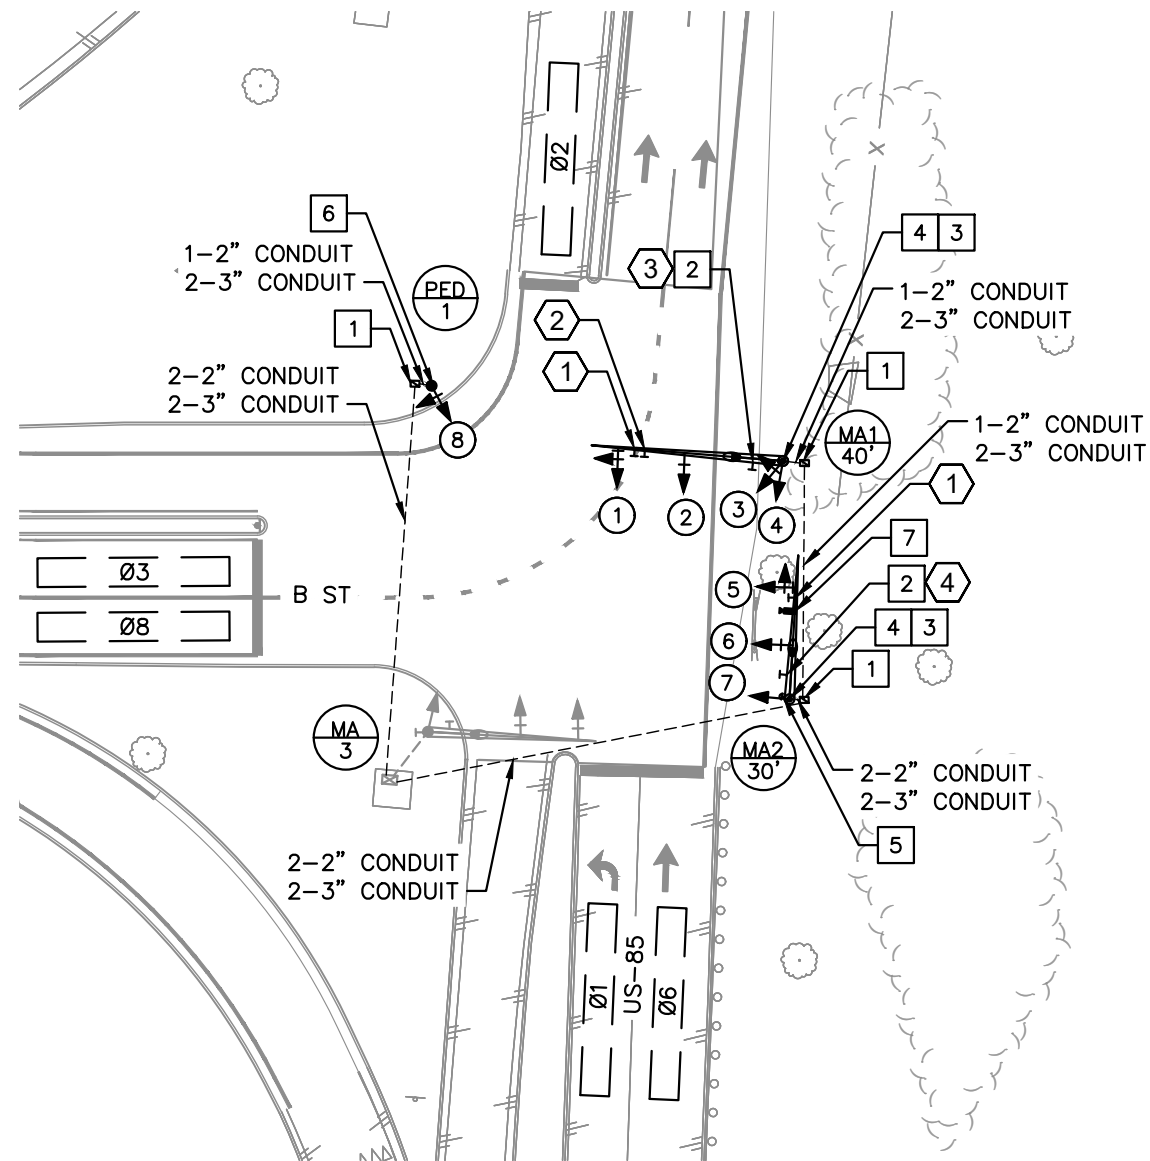 Ø2
6
1-2" CONDUIT
2-3" CONDUIT
PED
1
1
2-2" CONDUIT
2-3" CONDUIT
8
3
2
2
1
4
3
X
1-2" CONDUIT
2-3" CONDUIT
X
1
MA1
40'
1-2" CONDUIT
2-3" CONDUIT
1
7
2
4
4
3
1
1
2
3
4
5
6
7
Ø3
Ø8
B ST
MA
3
MA2
30'
2-2" CONDUIT
2-3" CONDUIT
5
2-2" CONDUIT
2-3" CONDUIT
Ø1
US-85
Ø6